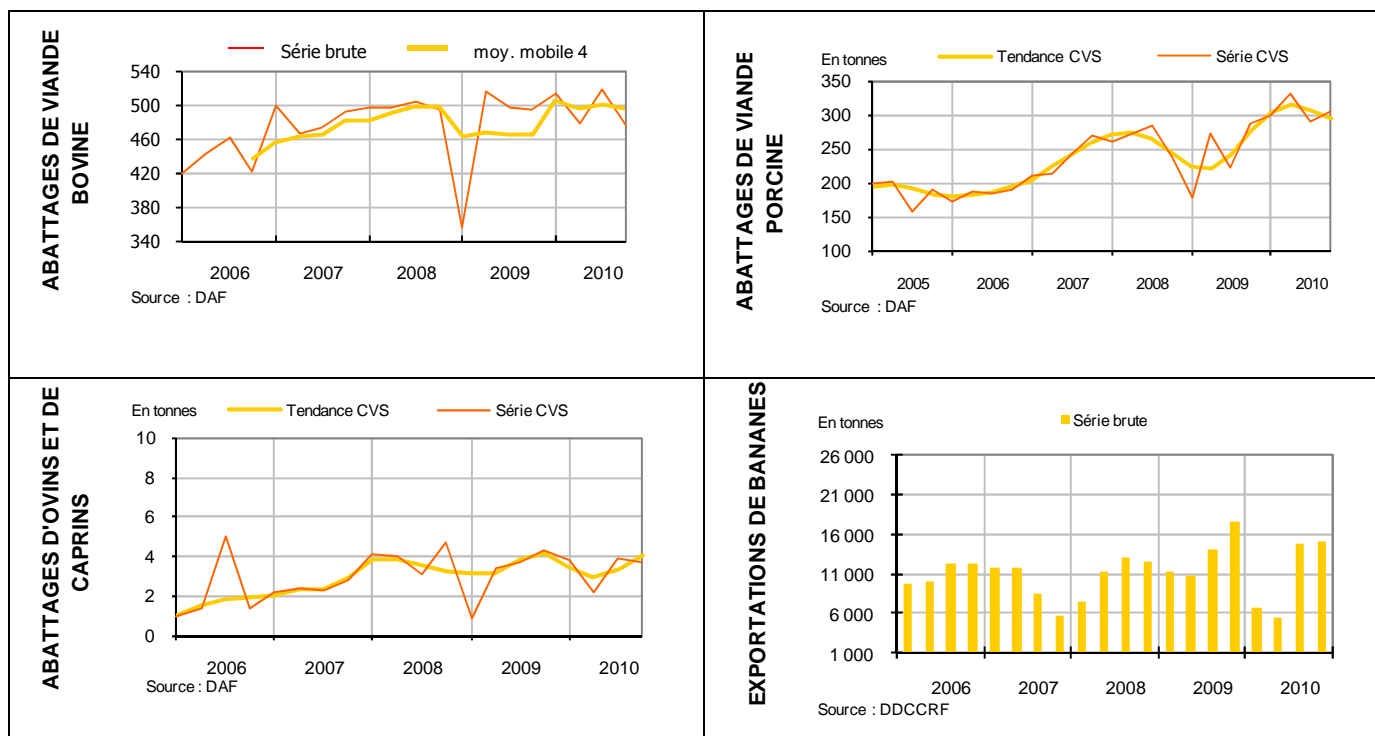 ABATTAGES DE VIANDE
BOVINE
Série brute
moy. mobile 4
540
500
460
420
380
340
2006
2007
2008
2009
2010
Source : DAF
ABATTAGES DE VIANDE
PORCINE
En tonnes
Tendance CVS
Série CVS
350
300
250
200
150
100
2005
2006
2007
2008
2009
2010
Source : DAF
ABATTAGES D'OVINS ET DE
CAPRINS
En tonnes
Tendance CVS
Série CVS
10
8
6
4
2
0
2006
2007
2008
2009
2010
Source : DAF
EXPORTATIONS DE BANANES
En tonnes
Série brute
26 000
21 000
16 000
11 000
6 000
1 000
2006
2007
2008
2009
2010
Source : DDCCRF